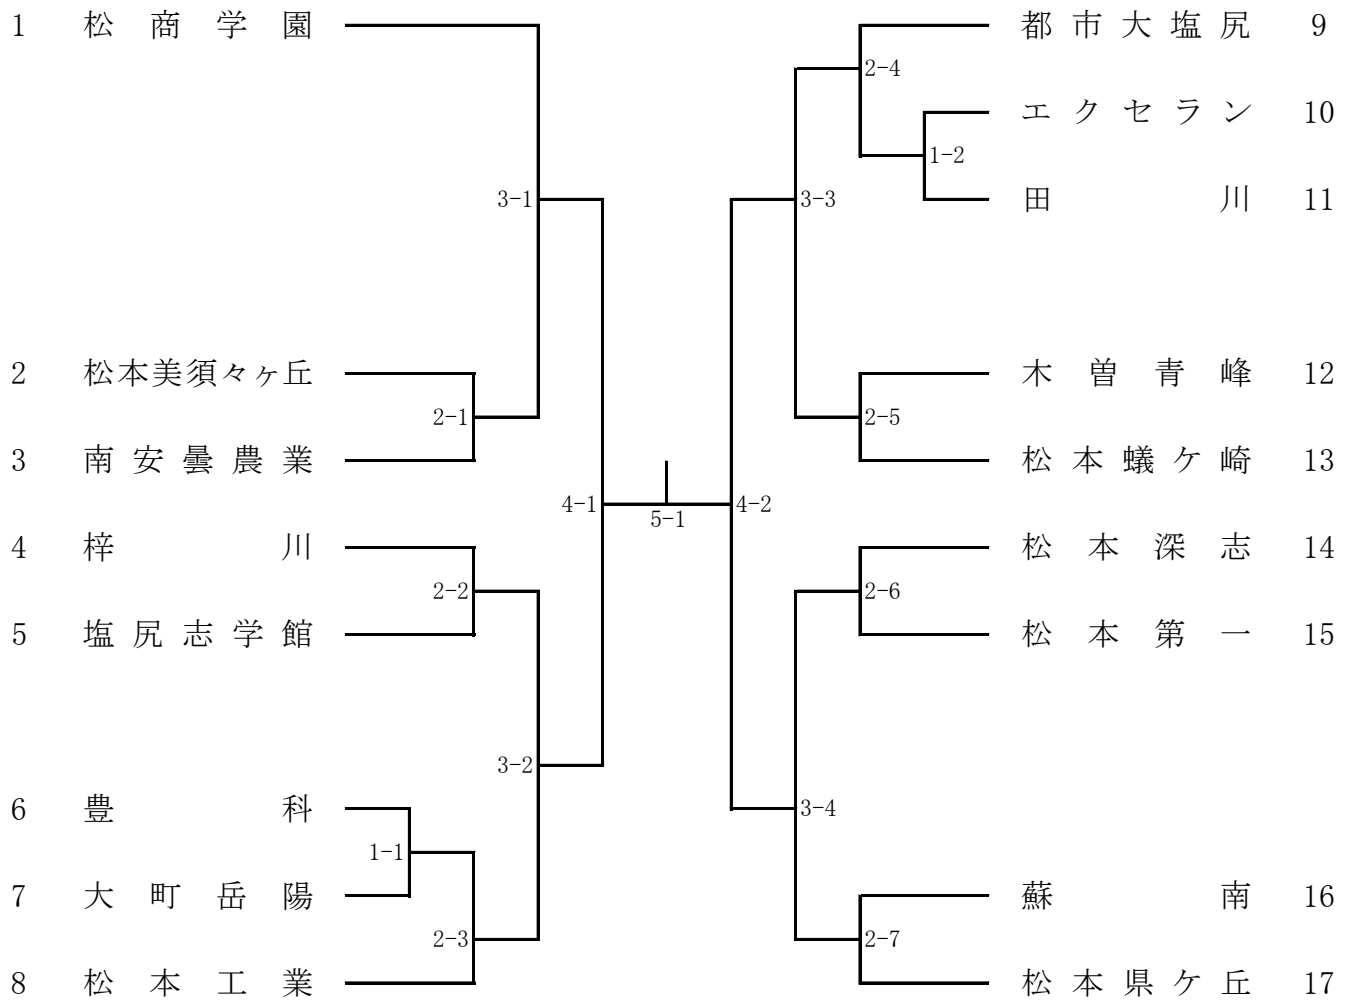 1 松商学園
3-1
2 松本美須々ヶ丘
2-1
3 南安曇農業
4-1
4 梓川
2-2
5 塩尻志学館
3-2
6 豊科
1-1
7 大町岳陽
2-3
8 松本工業
5-1
都市大塩尻 9
2-4
エクセラン 10
1-2
田川 11
3-3
木曽青峰 12
2-5
松本蟻ケ崎 13
4-2
松本深志 14
2-6
松本第一 15
3-4
蘇南 16
2-7
松本県ケ丘 17